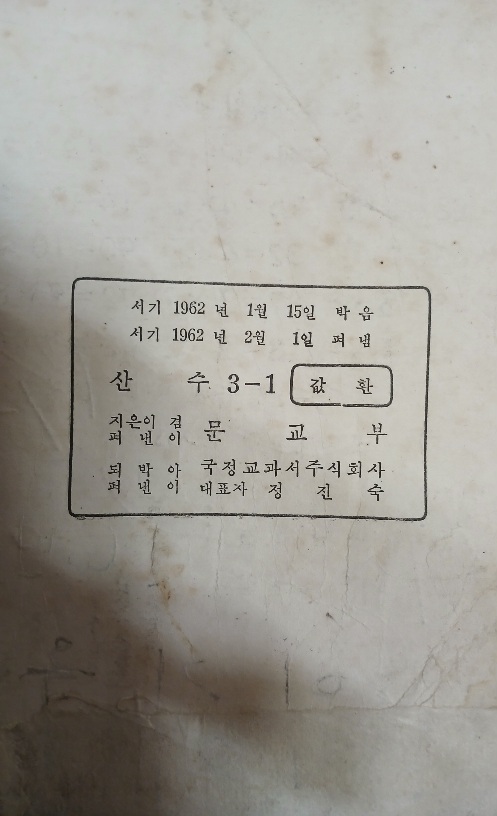 서기 1962 년 1월 15일 박음
서기 1962 년 2월 1일 펴냄
산 수 3-1 값 환
지은이 겸
펴 낸 이 문 교 부
되 박 아 국정교과서주식회사
펴 낸 이 대표자 정 진 숙